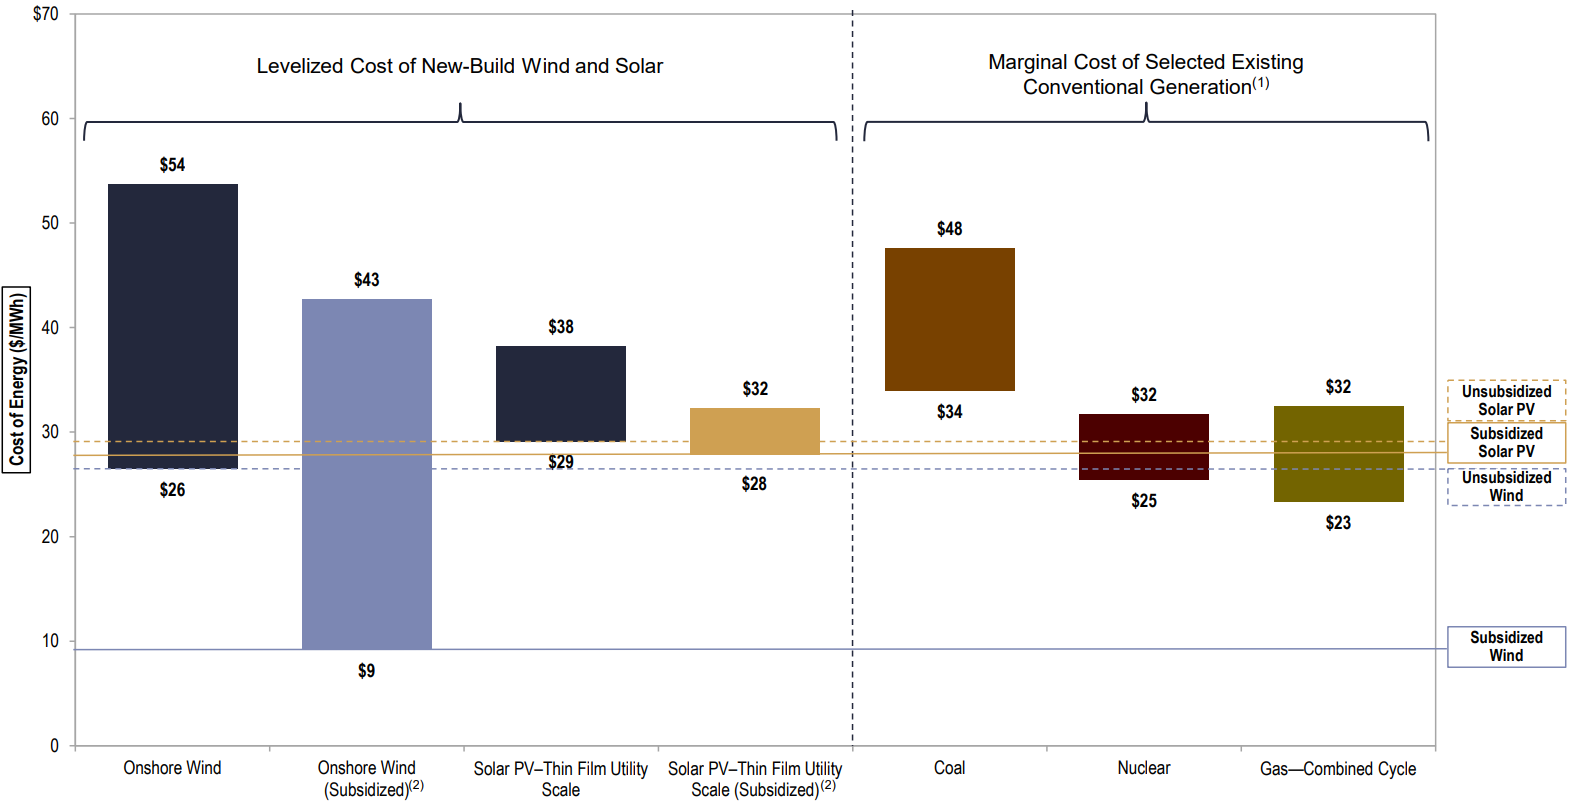 $70
Levelized Cost of New-Build Wind and Solar
Marginal Cost of Selected Existing
Conventional Generation(1)
60
$54
50
$48
$43
40
$38
$34
$32
$32
$32
30
$29
$28
$26
$25
$23
20
10
$9
0
Cost of Energy ($/MWh)
Unsubsidized
Solar PV
Subsidized
Solar PV
Unsubsidized
Wind
Subsidized
Wind
Onshore Wind
Onshore Wind
(Subsidized)(2)
Solar PV–Thin Film Utility
Scale
Solar PV–Thin Film Utility
Scale (Subsidized)(2)
Coal
Nuclear
Gas—Combined Cycle